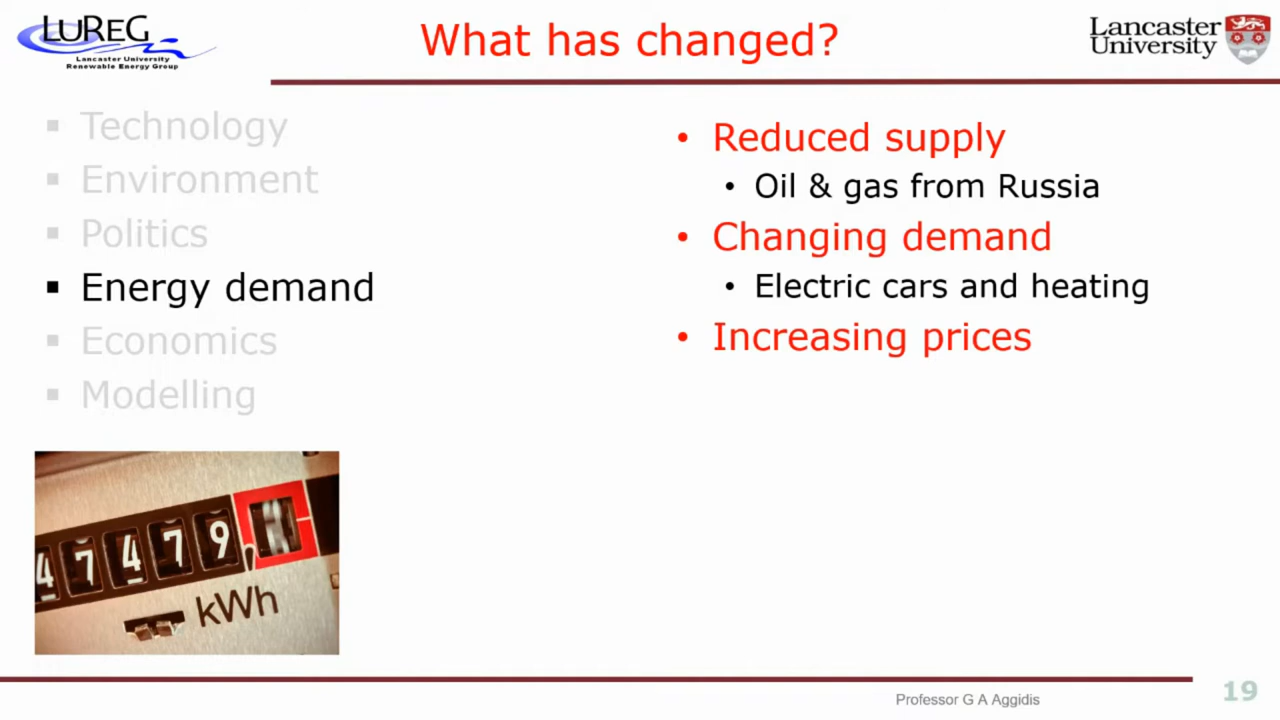 LUREG
Lancaster University
Renewable Energy Group
What has changed?
Lancaster
University
Technology
Environment
Politics
Energy demand
Economics
Modelling
Reduced supply
Oil & gas from Russia
Changing demand
Electric cars and heating
Increasing prices
47479,
kWh
Professor G A Aggidis
19